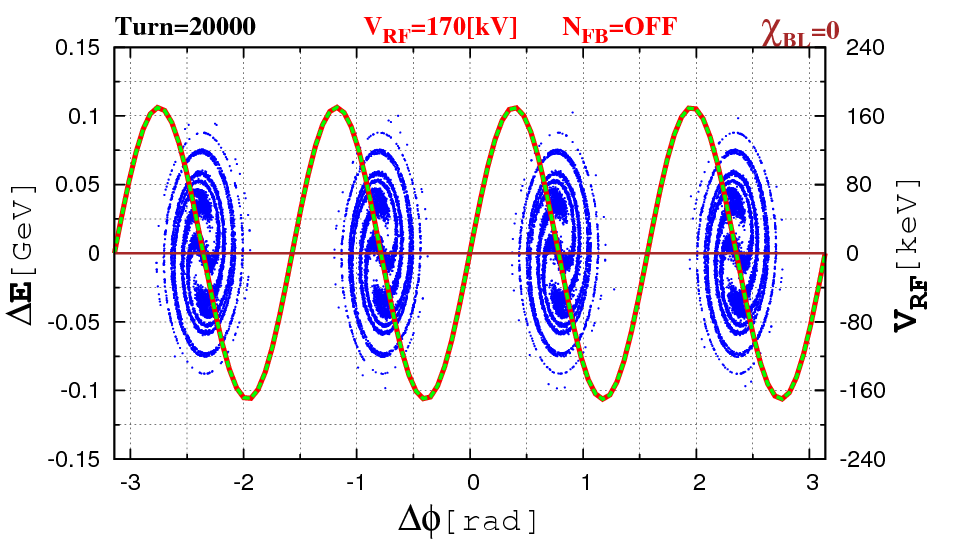 Turn=20000 V_RF=170[kV] N_FB=OFF χ_BL=0
0.15 240
0.1 160
0.05 80
0 0
-0.05 -80
-0.1 -160
-0.15 -240
ΔE[GeV]
V_RF[keV]
-3 -2 -1 0 1 2 3
Δϕ[rad]